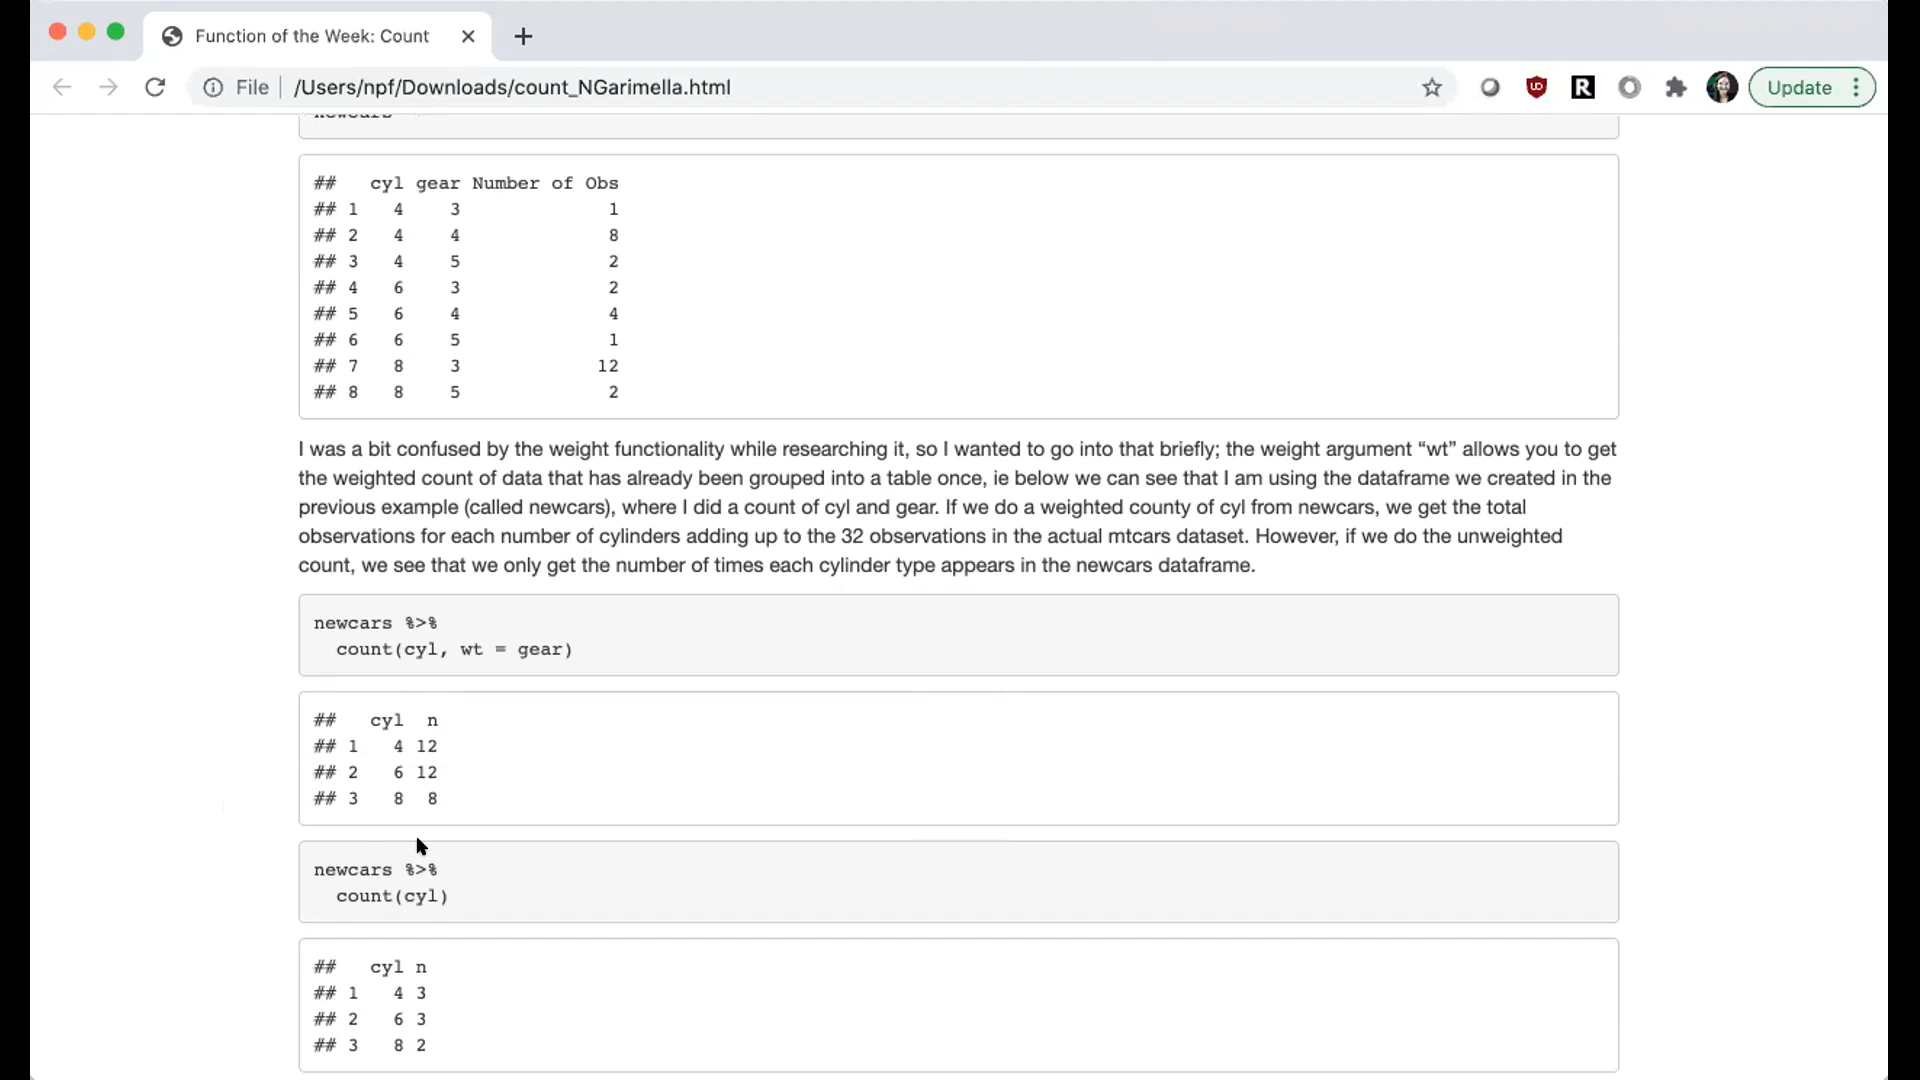 Function of the Week: Count
File
/Users/npf/Downloads/count_NGarimella.html
Update
newcars
##   cyl gear Number of Obs
## 1   4    3             1
## 2   4    4             8
## 3   4    5             2
## 4   6    3             2
## 5   6    4             4
## 6   6    5             1
## 7   8    3            12
## 8   8    5             2
I was a bit confused by the weight functionality while researching it, so I wanted to go into that briefly; the weight argument “wt” allows you to get
the weighted count of data that has already been grouped into a table once, ie below we can see that I am using the dataframe we created in the
previous example (called newcars), where I did a count of cyl and gear. If we do a weighted county of cyl from newcars, we get the total
observations for each number of cylinders adding up to the 32 observations in the actual mtcars dataset. However, if we do the unweighted
count, we see that we only get the number of times each cylinder type appears in the newcars dataframe.
newcars %>%
  count(cyl, wt = gear)
##   cyl  n
## 1   4 12
## 2   6 12
## 3   8  8
newcars %>%
  count(cyl)
##   cyl n
## 1   4 3
## 2   6 3
## 3   8 2